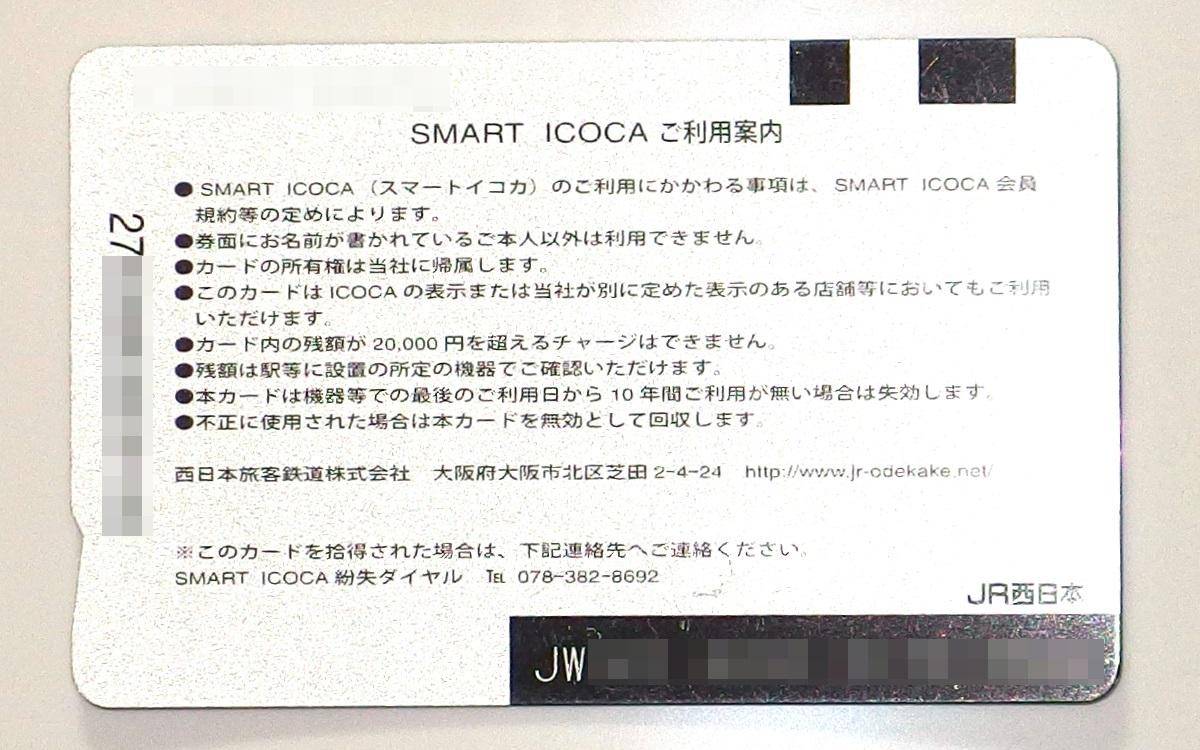 SMART ICOCA ご利用案内
●SMART ICOCA（スマートイコカ）のご利用にかかわる事項は、SMART ICOCA 会員
規約等の定めによります。
●券面にお名前が書かれているご本人以外は利用できません。
●カードの所有権は当社に帰属します。
●このカードは ICOCA の表示または当社が別に定めた表示のある店舗等においてもご利用
いただけます。
●カード内の残額が 20,000 円を超えるチャージはできません。
●残額は駅等に設置の所定の機器でご確認いただけます。
●本カードは機器等での最後のご利用日から 10 年間ご利用が無い場合は失効します。
●不正に使用された場合は本カードを無効として回収します。
西日本旅客鉄道株式会社 大阪府大阪市北区芝田 2-4-24 http://www.jr-odekake.net/
※このカードを拾得された場合は、下記連絡先へご連絡ください。
SMART ICOCA 紛失ダイヤル ℡ 078-382-8692
JR西日本
JW
27